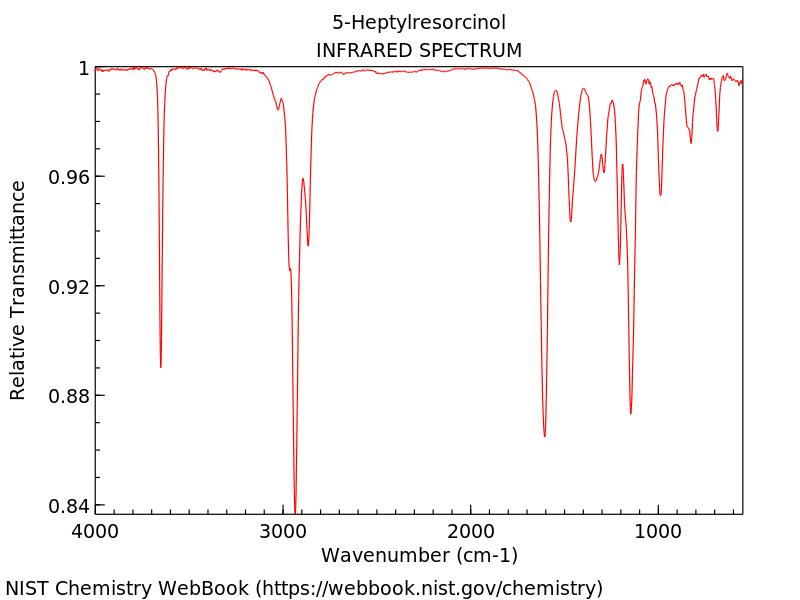 5-Heptylresorcinol
INFRARED SPECTRUM
1
0.96
0.92
0.88
0.84
Relative Transmittance
4000 3000 2000 1000
Wavenumber (cm-1)
NIST Chemistry WebBook (https://webbook.nist.gov/chemistry)